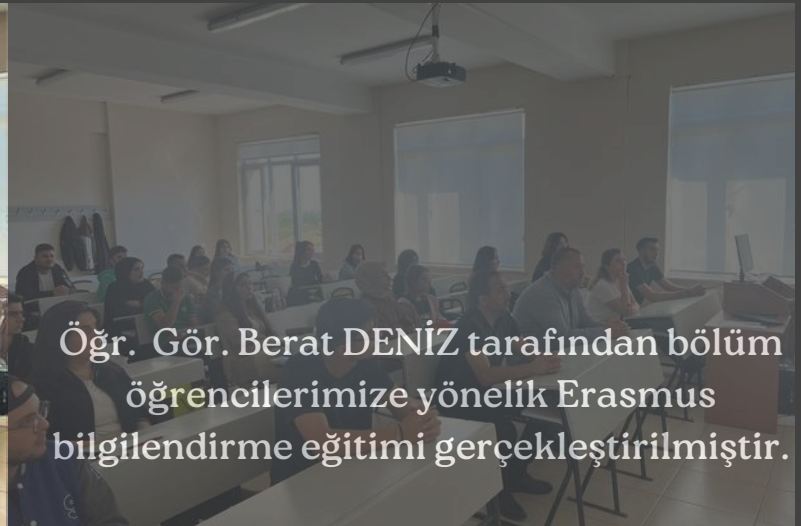 Öğr. Gör. Berat DENİZ tarafından bölüm
öğrencilerimize yönelik Erasmus
bilgilendirme eğitimi gerçekleştirilmiştir.